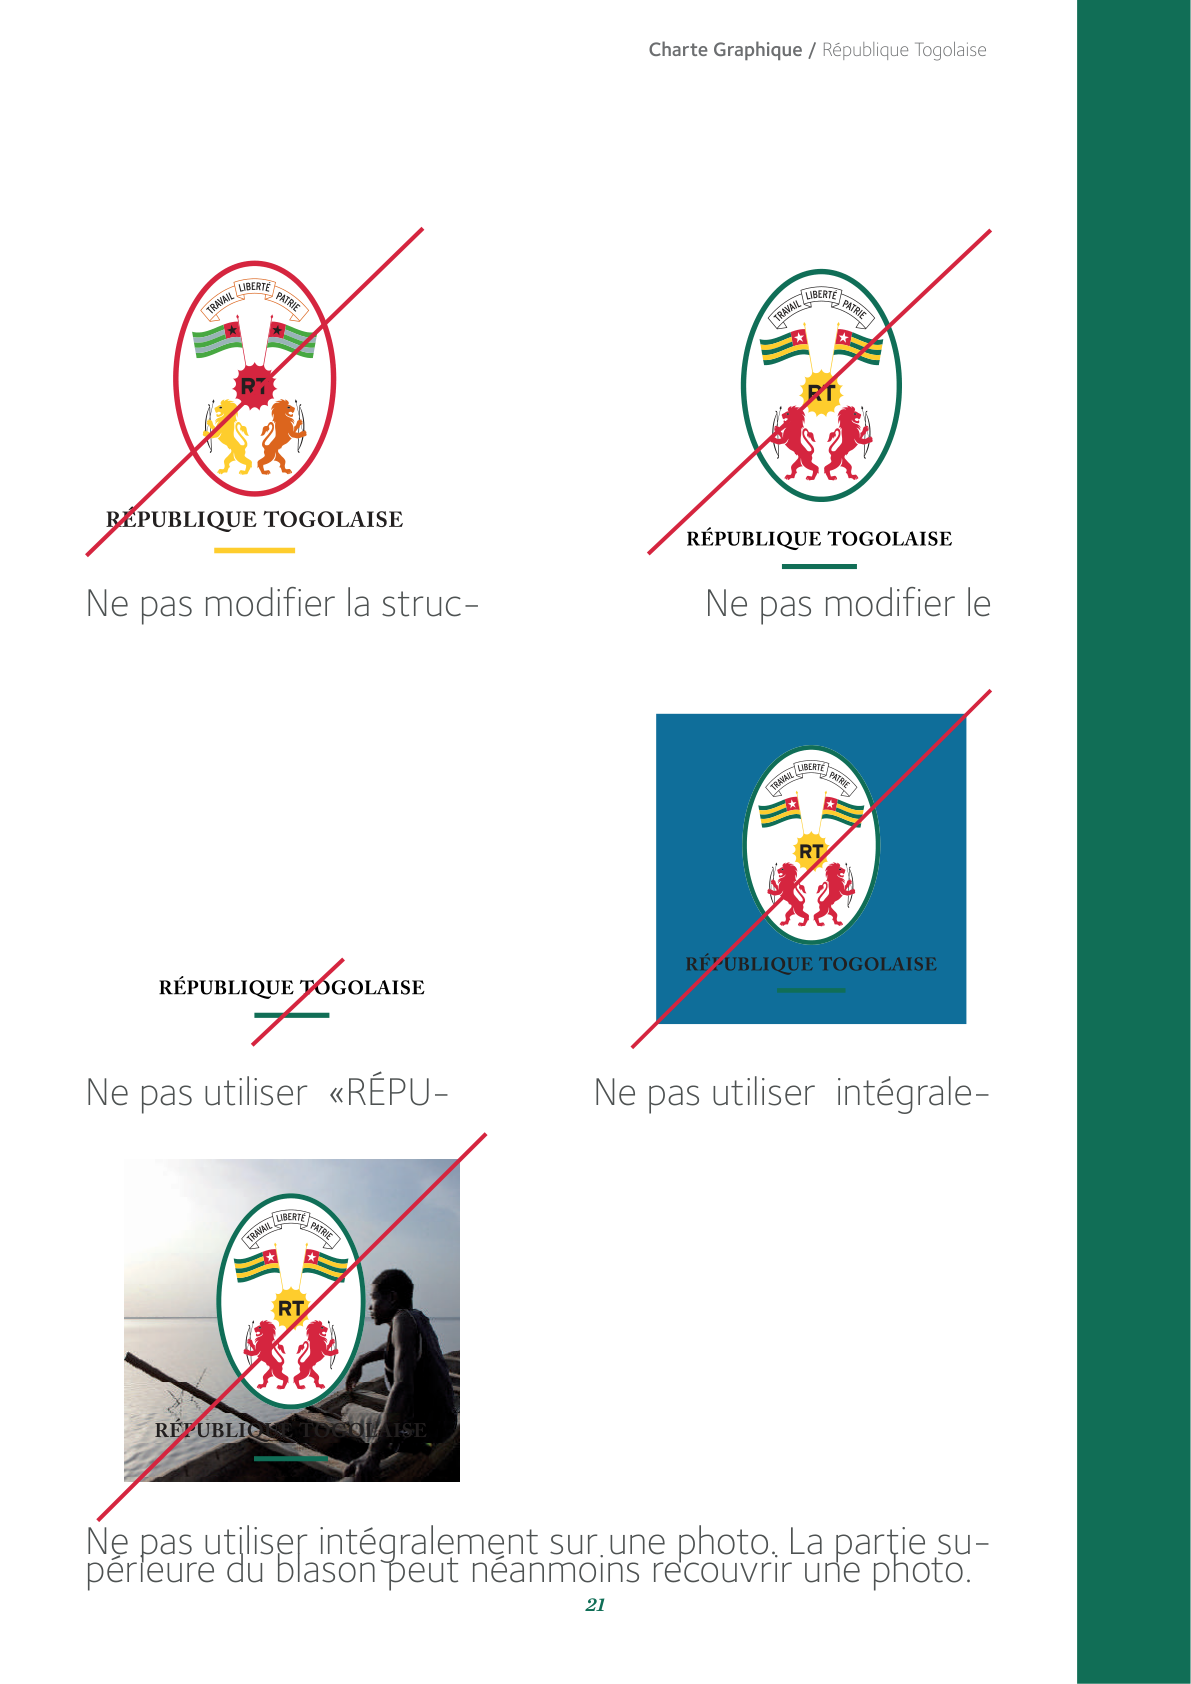 Charte Graphique / République Togolaise
TRAVAIL LIBERTÉ PATRIE
RT
RÉPUBLIQUE TOGOLAISE
Ne pas modifier la struc-
TRAVAIL LIBERTÉ PATRIE
RT
RÉPUBLIQUE TOGOLAISE
Ne pas modifier le
RÉPUBLIQUE TOGOLAISE
Ne pas utiliser «RÉPU-
TRAVAIL LIBERTÉ PATRIE
RT
RÉPUBLIQUE TOGOLAISE
Ne pas utiliser intégrale-
TRAVAIL LIBERTÉ PATRIE
RT
RÉPUBLIQUE TOGOLAISE
Ne pas utiliser intégralement sur une photo. La partie su-
périeure du blason peut néanmoins recouvrir une photo.
21